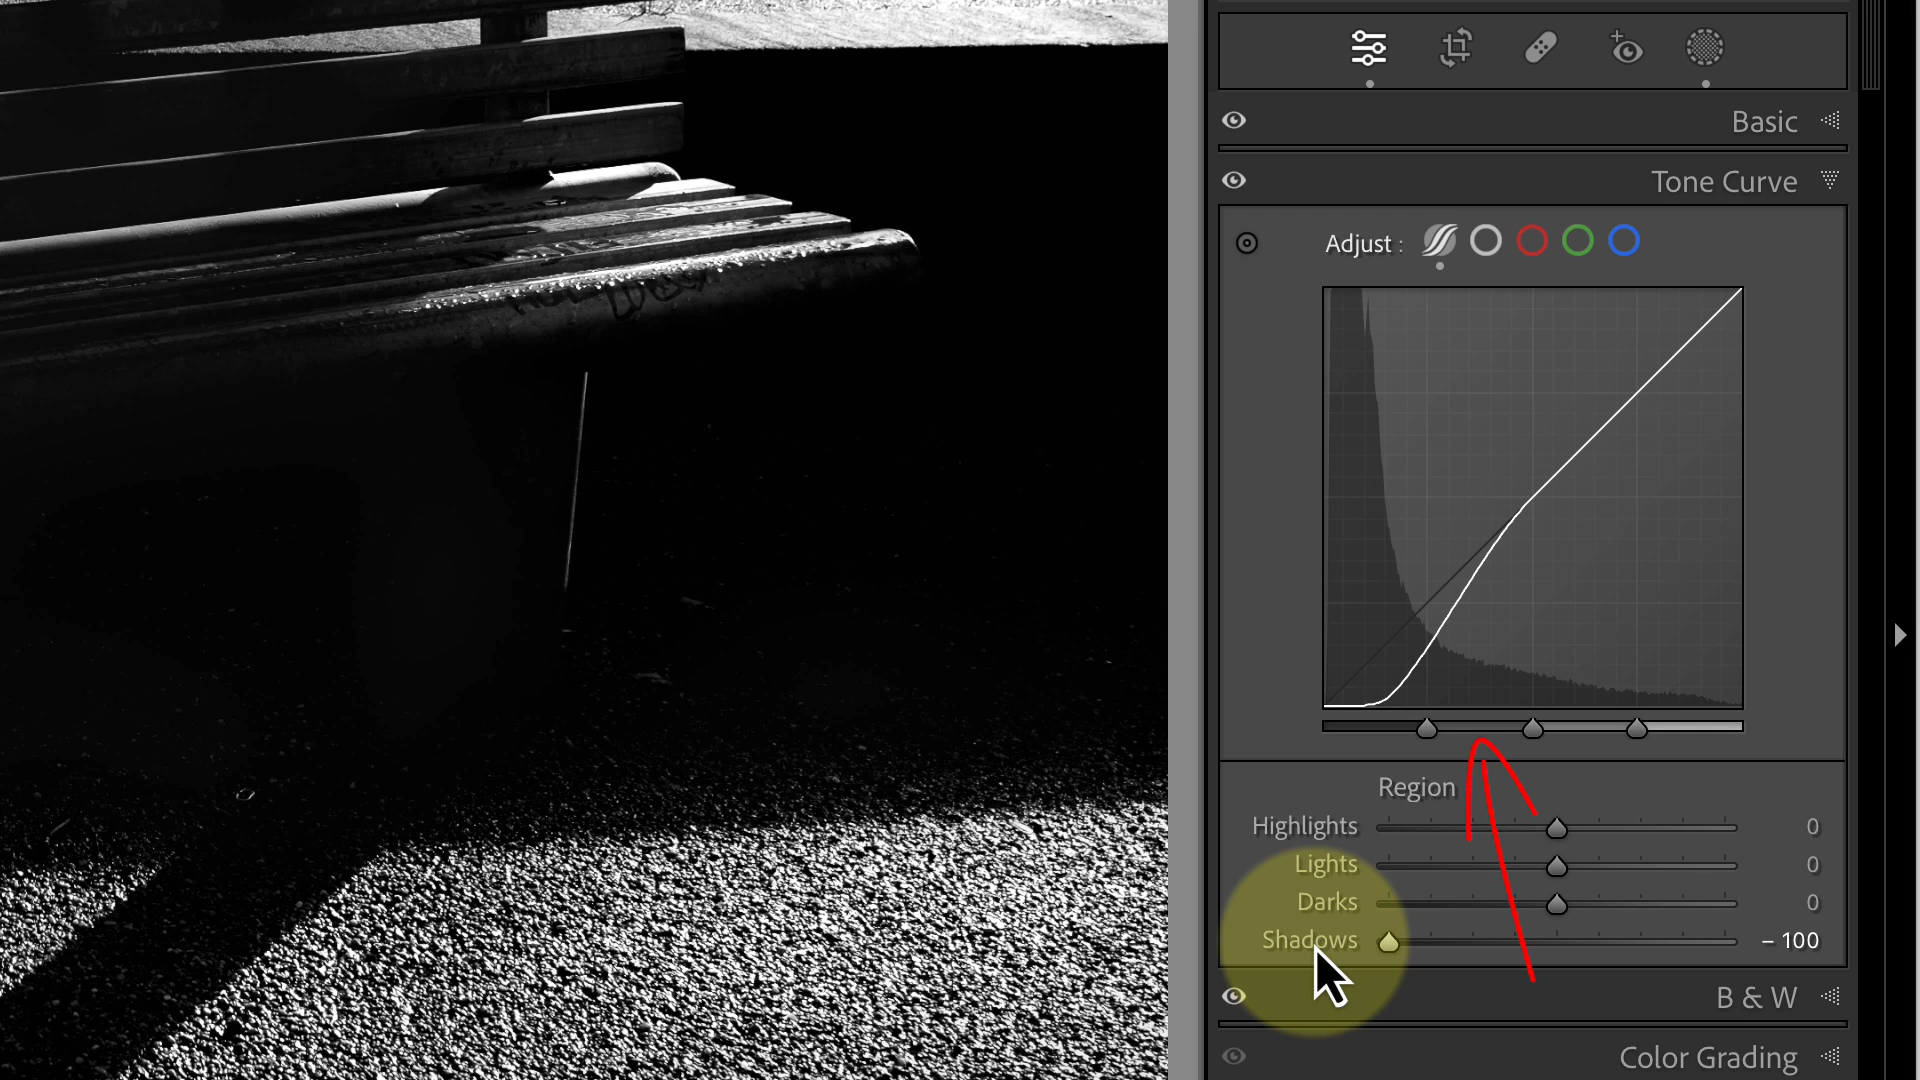 Basic
Tone Curve
Adjust :
Region
Highlights 0
Lights 0
Darks 0
Shadows – 100
B & W
Color Grading